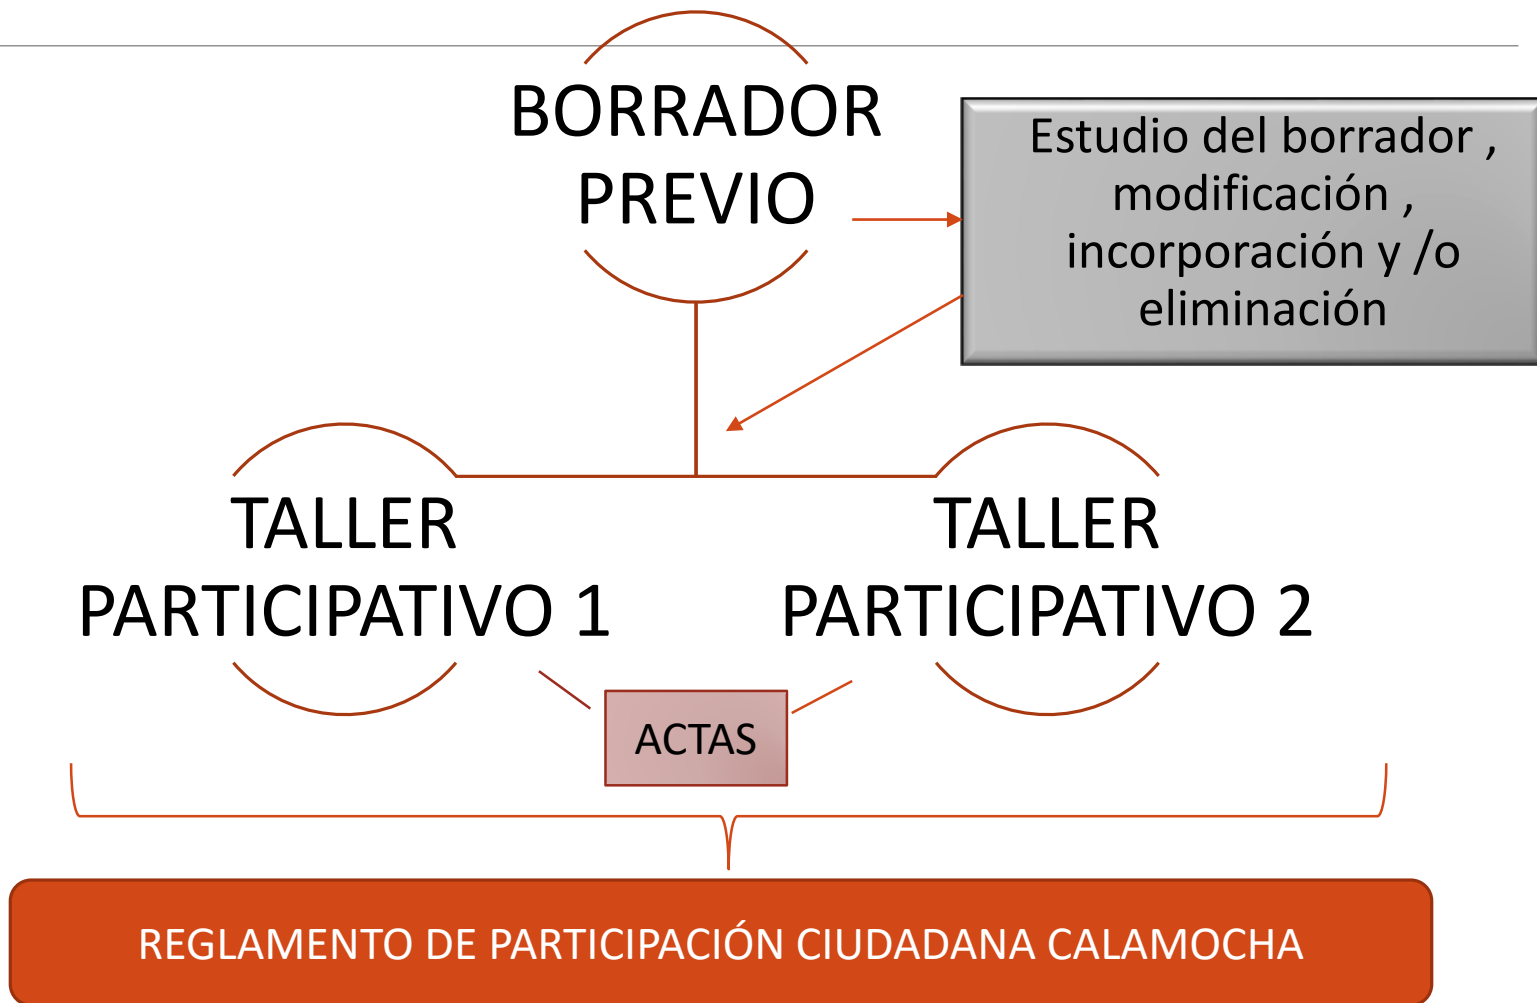 BORRADOR
PREVIO
Estudio del borrador ,
modificación ,
incorporación y /o
eliminación
TALLER
PARTICIPATIVO 1
TALLER
PARTICIPATIVO 2
ACTAS
REGLAMENTO DE PARTICIPACIÓN CIUDADANA CALAMOCHA